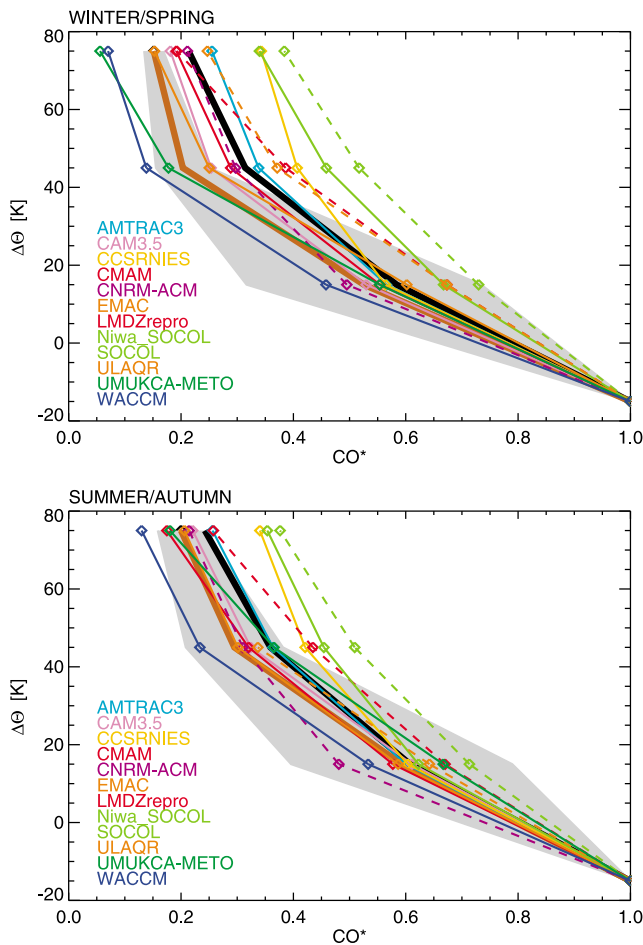 WINTER/SPRING
80
60
40
20
0
-20
ΔΘ [K]
AMTRAC3
CAM3.5
CCSRNIES
CMAM
CNRM-ACM
EMAC
LMDZrepro
Niwa_SOCOL
SOCOL
ULAQR
UMUKCA-METO
WACCM
0.0 0.2 0.4 0.6 0.8 1.0
CO*
SUMMER/AUTUMN
80
60
40
20
0
-20
ΔΘ [K]
AMTRAC3
CAM3.5
CCSRNIES
CMAM
CNRM-ACM
EMAC
LMDZrepro
Niwa_SOCOL
SOCOL
ULAQR
UMUKCA-METO
WACCM
0.0 0.2 0.4 0.6 0.8 1.0
CO*